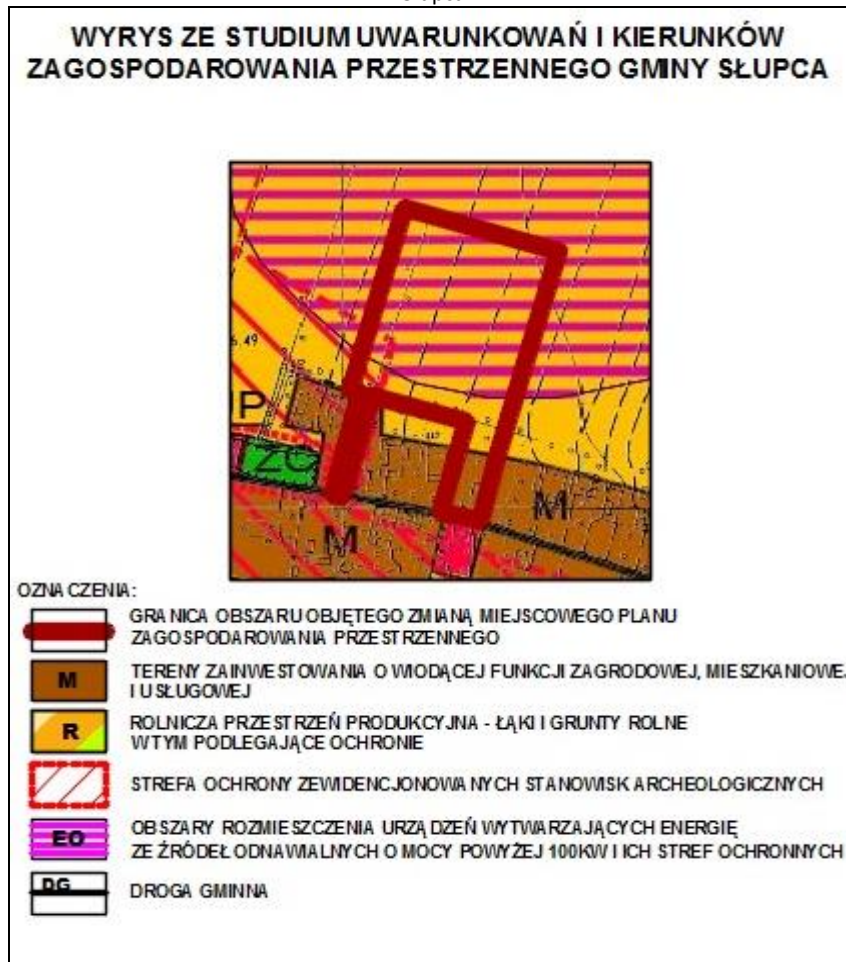 WYRYS ZE STUDIUM UWARUNKOWAŃ I KIERUNKÓW
ZAGOSPODAROWANIA PRZESTRZENNEGO GMINY SŁUPCA
6.49
UP
ZC
M
M
OZNACZENIA:
GRANICA OBSZARU OBJĘTEGO ZMIANĄ MIEJSCOWEGO PLANU
ZAGOSPODAROWANIA PRZESTRZENNEGO
M
TERENY ZAINWESTOWANIA O WIODĄCEJ FUNKCJI ZAGRODOWEJ, MIESZKANIOWEJ
I USŁUGOWEJ
R
ROLNICZA PRZESTRZEŃ PRODUKCYJNA - ŁĄKI I GRUNTY ROLNE
W TYM PODLEGAJĄCE OCHRONIE
STREFA OCHRONY ZEWIDENCJONOWANYCH STANOWISK ARCHEOLOGICZNYCH
EO
OBSZARY ROZMIESZCZENIA URZĄDZEŃ WYTWARZAJĄCYCH ENERGIĘ
ZE ŹRÓDEŁ ODNAWIALNYCH O MOCY POWYŻEJ 100KW I ICH STREF OCHRONNYCH
DG
DROGA GMINNA